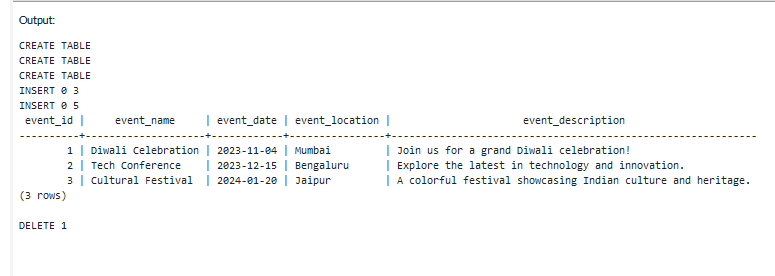 Output:
CREATE TABLE
CREATE TABLE
CREATE TABLE
INSERT 0 3
INSERT 0 5
 event_id |    event_name     | event_date | event_location |                    event_description
----------+-------------------+------------+----------------+----------------------------------------------------------
        1 | Diwali Celebration | 2023-11-04 | Mumbai         | Join us for a grand Diwali celebration!
        2 | Tech Conference    | 2023-12-15 | Bengaluru      | Explore the latest in technology and innovation.
        3 | Cultural Festival  | 2024-01-20 | Jaipur         | A colorful festival showcasing Indian culture and heritage.
(3 rows)
DELETE 1